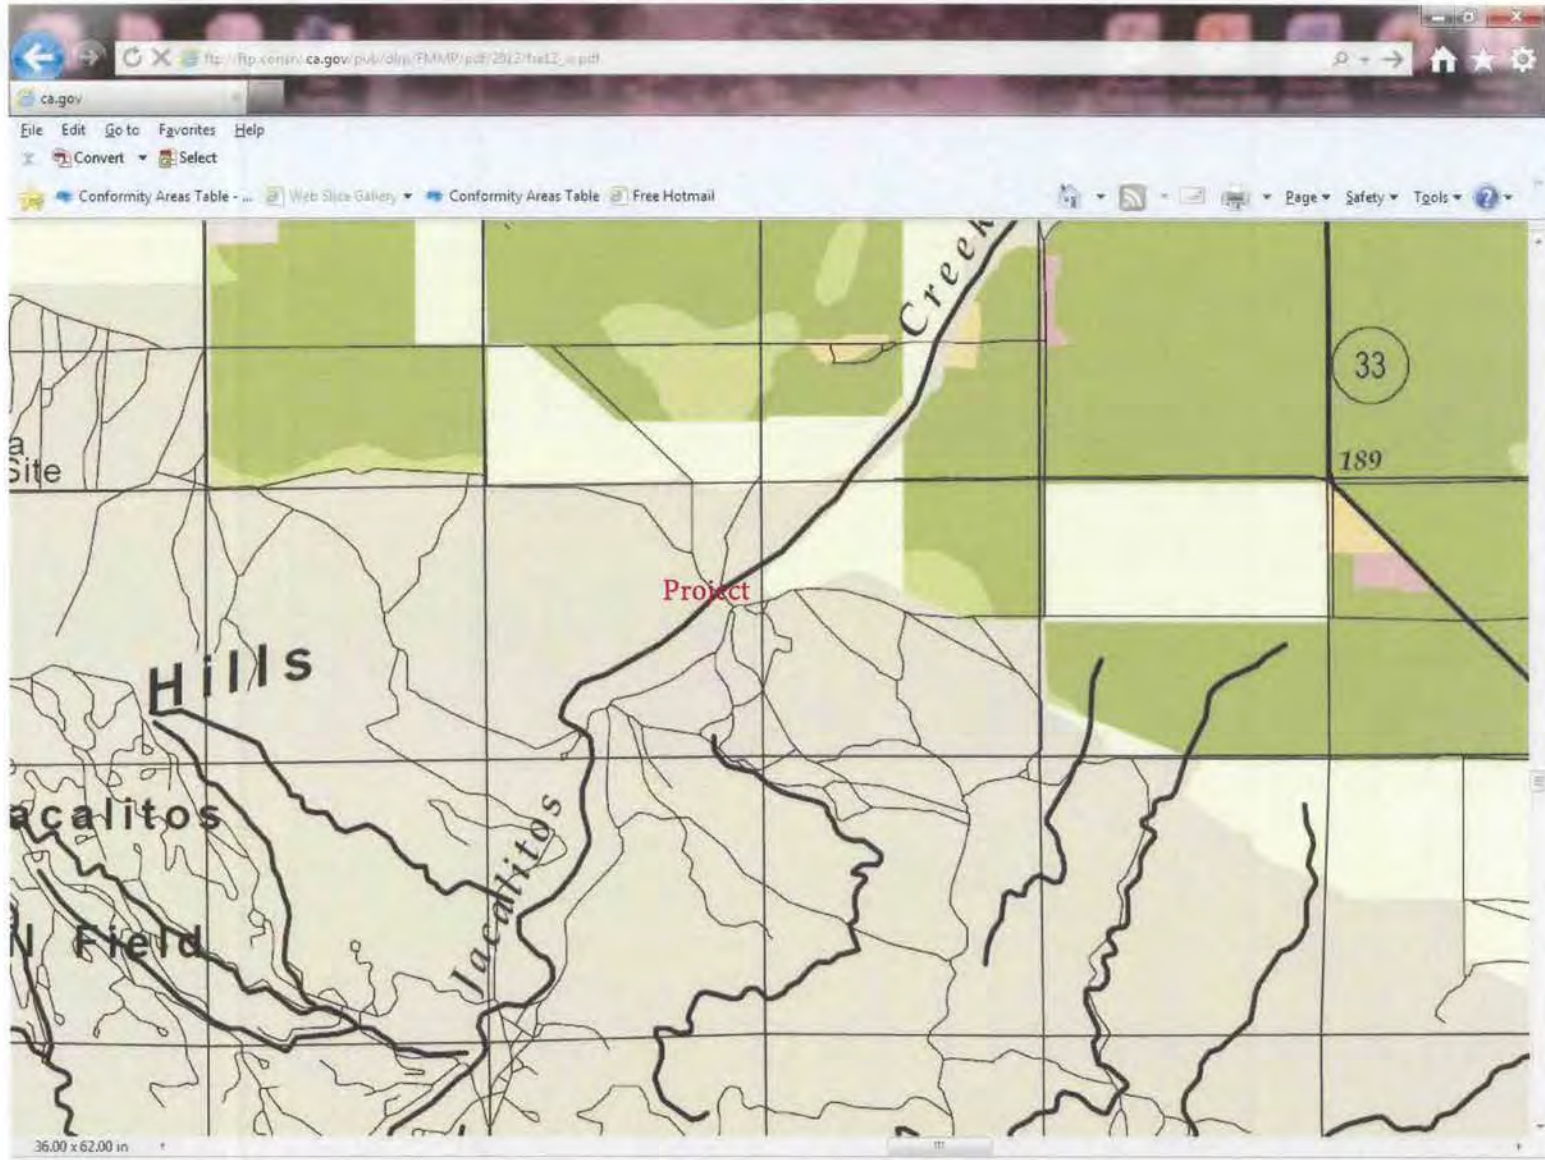 ca.gov
File Edit Go to Favorites Help
Convert Select
Conformity Areas Table - ... Web Slice Gallery Conformity Areas Table Free Hotmail
Page Safety Tools
Creek
33
a
Site
189
Project
Hills
acalitos
Jacalitos
il Field
36.00 x 62.00 in